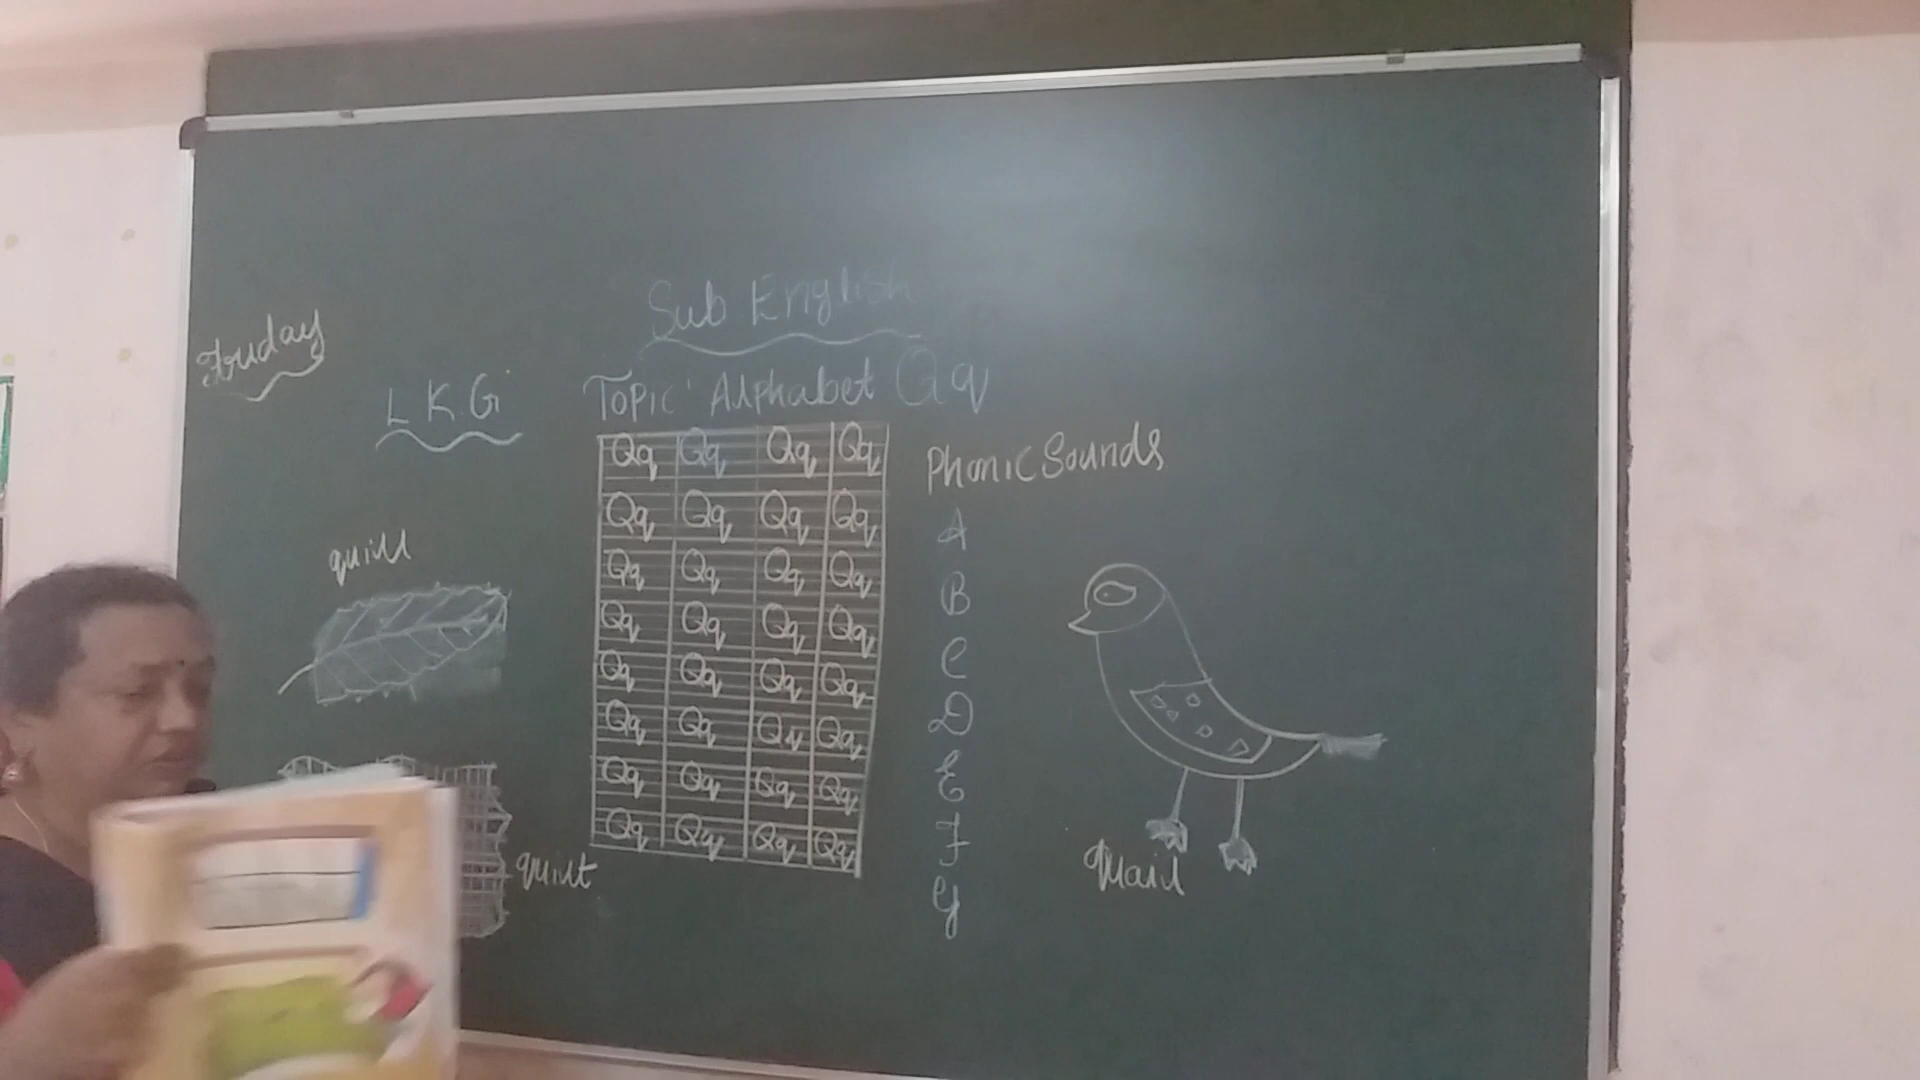 Sub English
Friday
L K.G
Topic Alphabet Qq
Qq Qq Qq Qq
Qq Qq Qq Qq
Qq Qq Qq Qq
Qq Qq Qq Qq
Qq Qq Qq Qq
Qq Qq Qq Qq
Qq Qq Qq Qq
Qq Qq Qq Qq
quill
quilt
Phonic Sounds
A
B
C
D
E
F
G
Quail